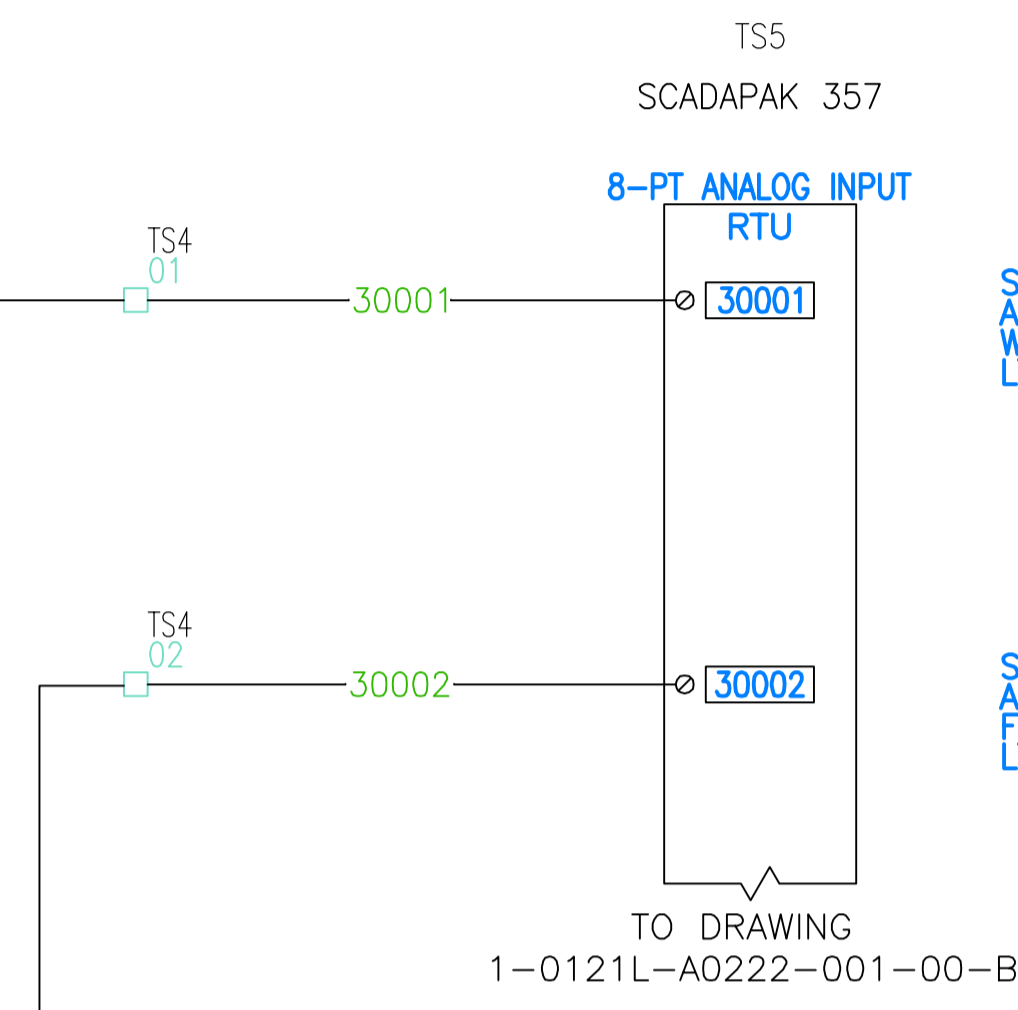 TS5
SCADAPAK 357
8-PT ANALOG INPUT
RTU
TS4
01
30001
30001
TS4
02
30002
30002
TO DRAWING
1-0121L-A0222-001-00-B